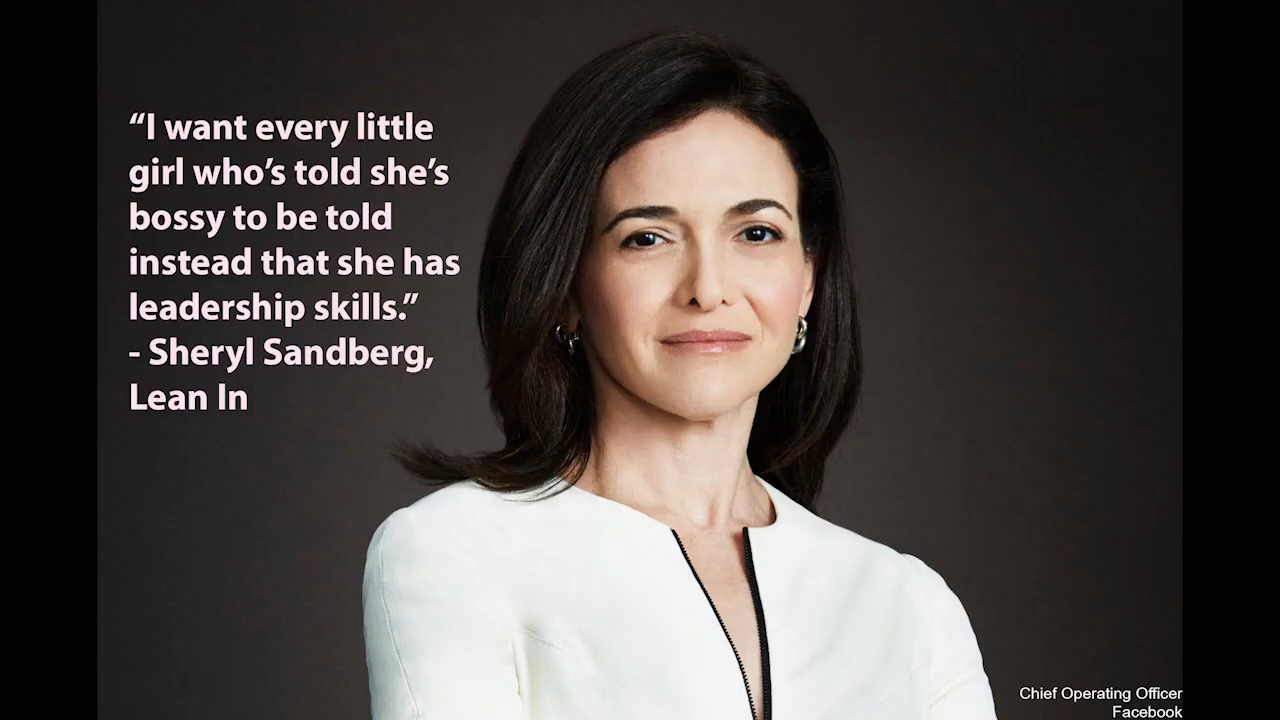 “I want every little
girl who’s told she’s
bossy to be told
instead that she has
leadership skills.”
- Sheryl Sandberg,
Lean In
Chief Operating Officer
Facebook